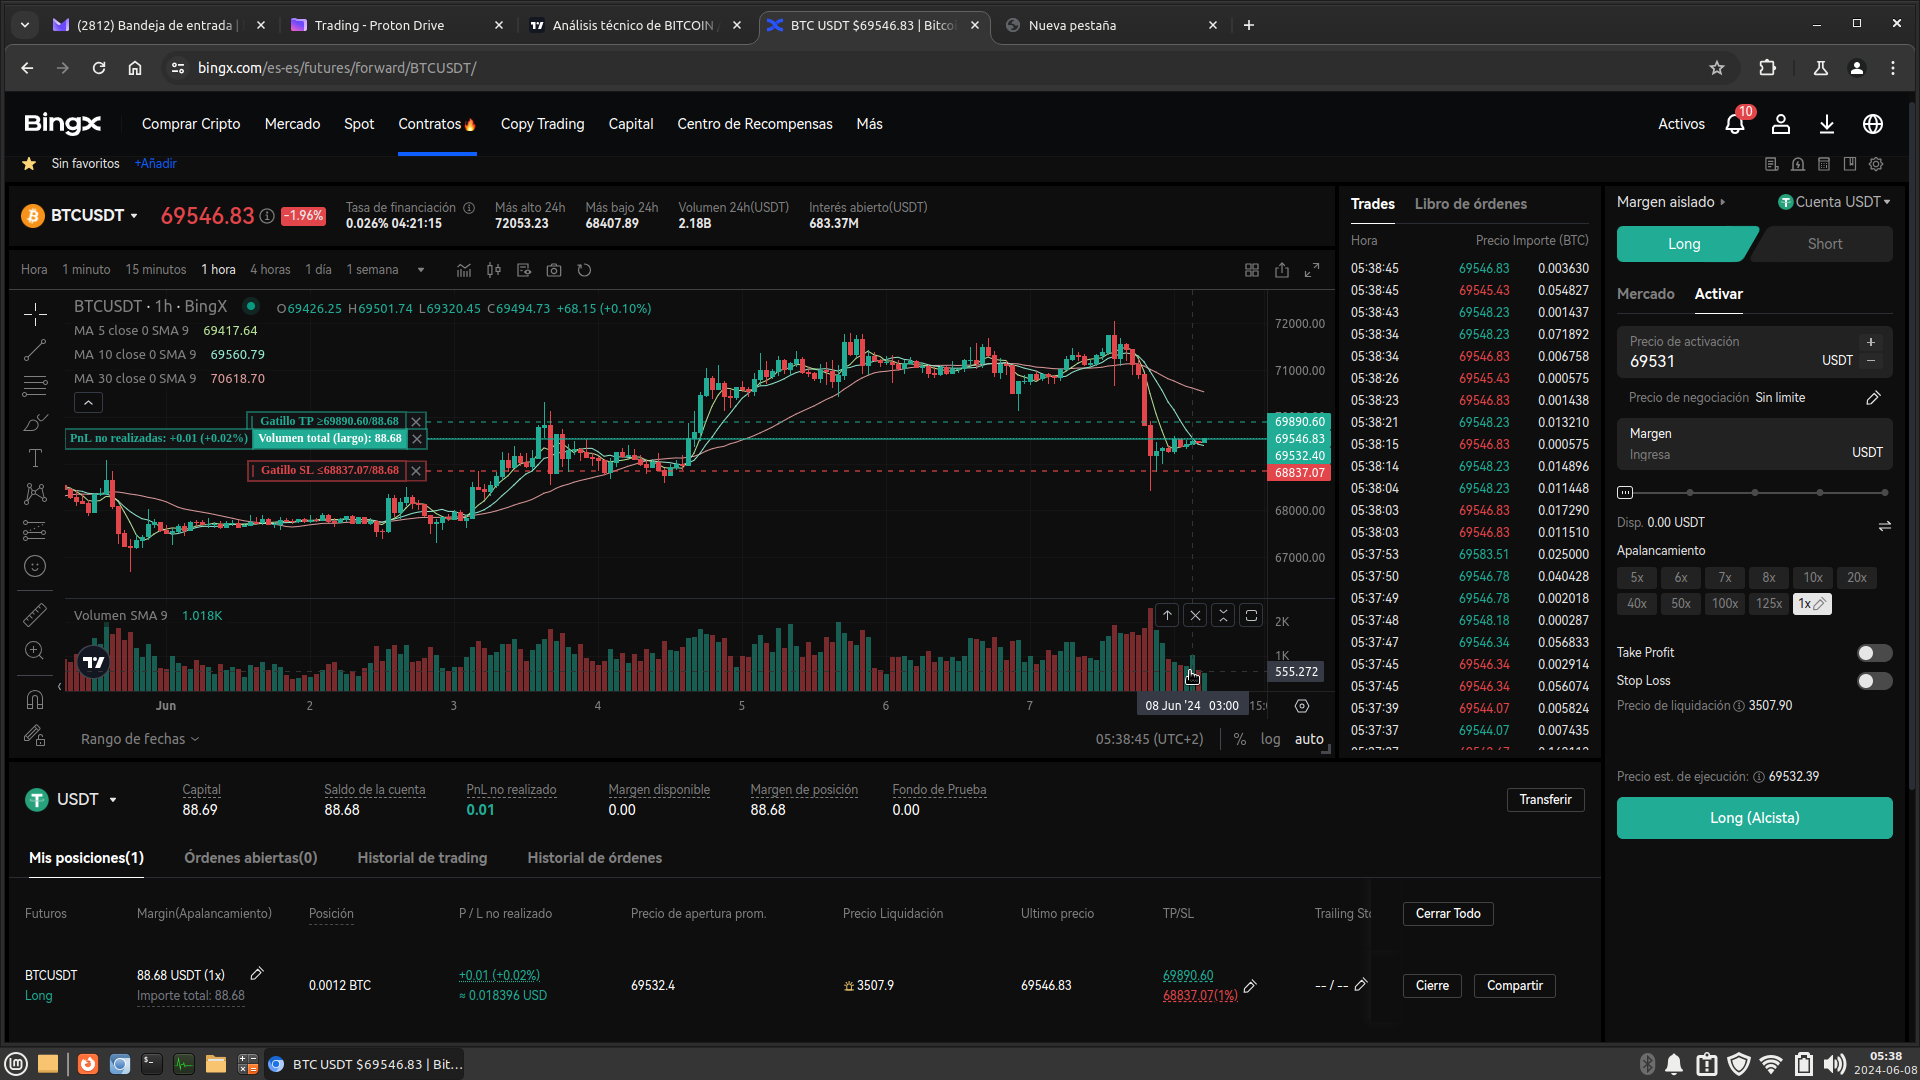 (2812) Bandeja de entrada |
Trading - Proton Drive
Análisis técnico de BITCOIN
BTC USDT $69546.83 | Bitcoi
Nueva pestaña
bingx.com/es-es/futures/forward/BTCUSDT/
BingX
Comprar Cripto
Mercado
Spot
Contratos🔥
Copy Trading
Capital
Centro de Recompensas
Más
Activos
10
Sin favoritos
+Añadir
BTCUSDT
69546.83
-1.96%
Tasa de financiación
0.026% 04:21:15
Más alto 24h
72053.23
Más bajo 24h
68407.89
Volumen 24h(USDT)
2.18B
Interés abierto(USDT)
683.37M
Hora
1 minuto
15 minutos
1 hora
4 horas
1 día
1 semana
BTCUSDT · 1h · BingX
O69426.25 H69501.74 L69320.45 C69494.73 +68.15 (+0.10%)
MA 5 close 0 SMA 9 69417.64
MA 10 close 0 SMA 9 69560.79
MA 30 close 0 SMA 9 70618.70
Gatillo TP ≥69890.60/88.68
PnL no realizadas: +0.01 (+0.02%)
Volumen total (largo): 88.68
Gatillo SL ≤68837.07/88.68
72000.00
71000.00
69890.60
69546.83
69532.40
68837.07
68000.00
67000.00
Volumen SMA 9 1.018K
2K
1K
555.272
Jun
2
3
4
5
6
7
08 Jun '24 03:00
15:
Rango de fechas
05:38:45 (UTC+2)
%
log
auto
Trades
Libro de órdenes
Hora
Precio
Importe (BTC)
05:38:45 69546.83 0.003630
05:38:45 69545.43 0.054827
05:38:43 69548.23 0.001437
05:38:34 69548.23 0.071892
05:38:34 69546.83 0.006758
05:38:26 69545.43 0.000575
05:38:23 69546.83 0.001438
05:38:21 69548.23 0.013210
05:38:15 69546.83 0.000575
05:38:14 69548.23 0.014896
05:38:04 69548.23 0.011448
05:38:03 69546.83 0.017290
05:38:03 69546.83 0.011510
05:37:53 69583.51 0.025000
05:37:50 69546.78 0.040428
05:37:49 69546.78 0.002018
05:37:48 69548.18 0.000287
05:37:47 69546.34 0.056833
05:37:45 69546.34 0.002914
05:37:45 69546.34 0.056074
05:37:39 69544.07 0.005824
05:37:37 69544.07 0.007435
Margen aislado
Cuenta USDT
Long
Short
Mercado
Activar
Precio de activación
69531
USDT
Precio de negociación
Sin limite
Margen
Ingresa
USDT
Disp. 0.00 USDT
Apalancamiento
5x
6x
7x
8x
10x
20x
40x
50x
100x
125x
1x
Take Profit
Stop Loss
Precio de liquidación 3507.90
Precio est. de ejecución: 69532.39
Long (Alcista)
USDT
Capital
88.69
Saldo de la cuenta
88.68
PnL no realizado
0.01
Margen disponible
0.00
Margen de posición
88.68
Fondo de Prueba
0.00
Transferir
Mis posiciones(1)
Órdenes abiertas(0)
Historial de trading
Historial de órdenes
Futuros
Margin(Apalancamiento)
Posición
P / L no realizado
Precio de apertura prom.
Precio Liquidación
Ultimo precio
TP/SL
Trailing Sto
Cerrar Todo
BTCUSDT
Long
88.68 USDT (1x)
Importe total: 88.68
0.0012 BTC
+0.01 (+0.02%)
≈ 0.018396 USD
69532.4
3507.9
69546.83
69890.60
68837.07(1%)
-- / --
Cierre
Compartir
BTC USDT $69546.83 | Bit...
05:38
2024-06-08